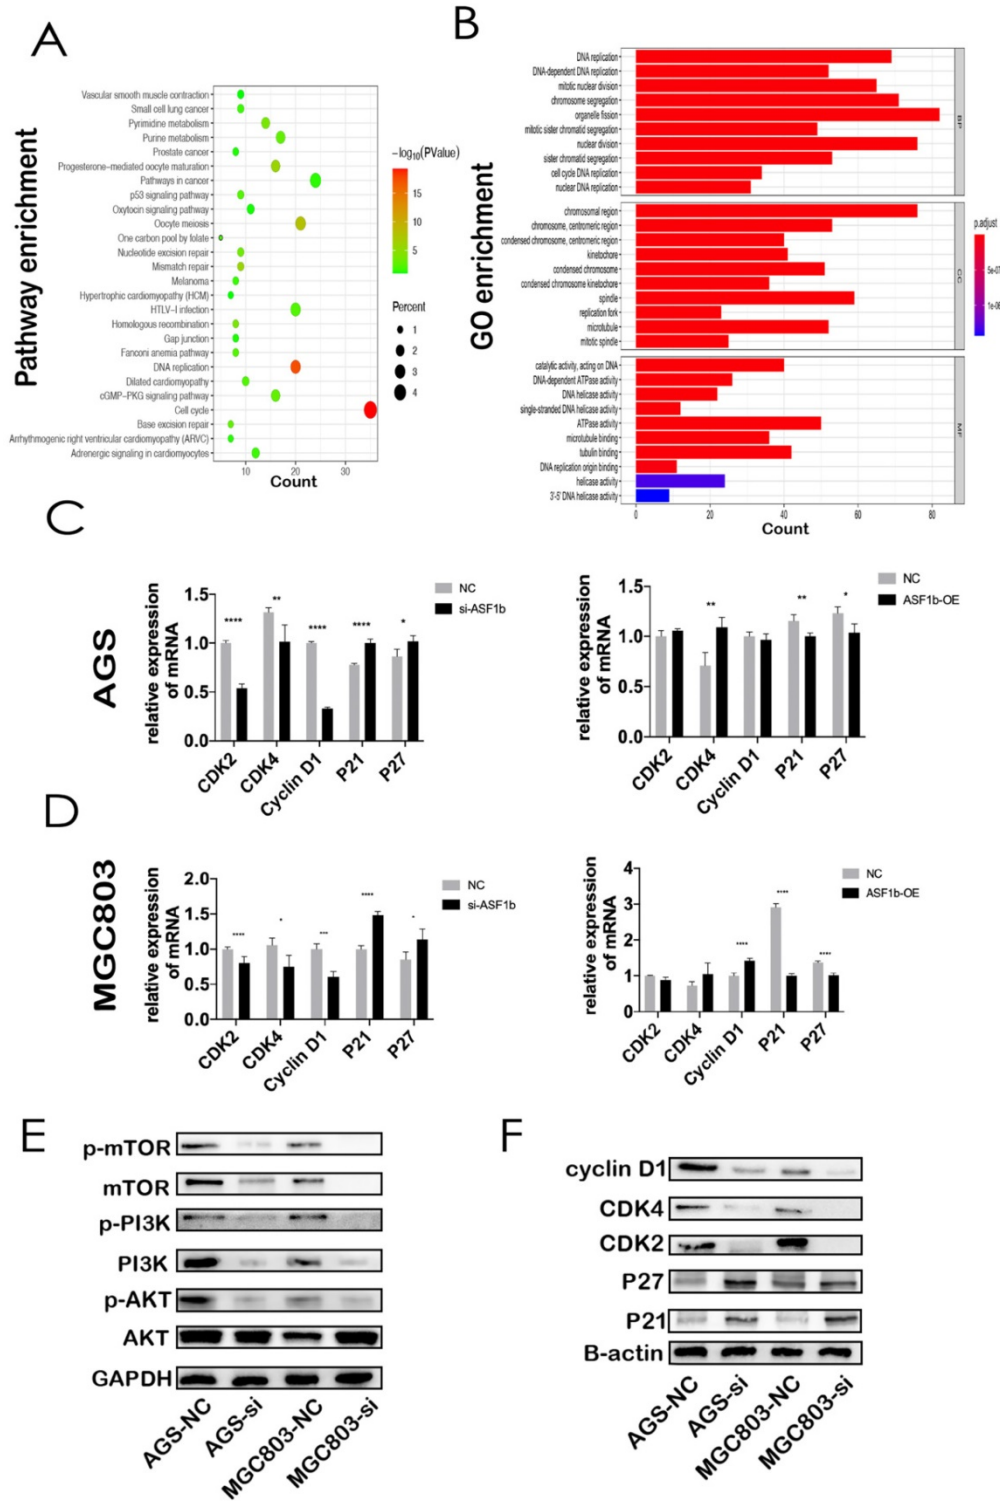 A
Pathway enrichment
Vascular smooth muscle contraction
Small cell lung cancer
Pyrimidine metabolism
Purine metabolism
Prostate cancer
Progesterone−mediated oocyte maturation
Pathways in cancer
p53 signaling pathway
Oxytocin signaling pathway
Oocyte meiosis
One carbon pool by folate
Nucleotide excision repair
Mismatch repair
Melanoma
Hypertrophic cardiomyopathy (HCM)
HTLV−I infection
Homologous recombination
Gap junction
Fanconi anemia pathway
DNA replication
Dilated cardiomyopathy
cGMP−PKG signaling pathway
Cell cycle
Base excision repair
Arrhythmogenic right ventricular cardiomyopathy (ARVC)
Adrenergic signaling in cardiomyocytes
10 20 30
Count
−log10(PValue)
15
10
5
Percent
1
2
3
4
B
GO enrichment
DNA replication
DNA-dependent DNA replication
mitotic nuclear division
chromosome segregation
organelle fission
mitotic sister chromatid segregation
nuclear division
sister chromatid segregation
cell cycle DNA replication
nuclear DNA replication
BP
chromosomal region
chromosome, centromeric region
condensed chromosome, centromeric region
kinetochore
condensed chromosome
condensed chromosome kinetochore
spindle
replication fork
microtubule
mitotic spindle
CC
catalytic activity, acting on DNA
DNA-dependent ATPase activity
DNA helicase activity
single-stranded DNA helicase activity
ATPase activity
microtubule binding
tubulin binding
DNA replication origin binding
helicase activity
3'-5' DNA helicase activity
MF
0 20 40 60 80
Count
p.adjust
5e-07
1e-06
C
AGS
relative expression
of mRNA
1.5
1.0
0.5
0.0
**** ** **** **** *
CDK2 CDK4 Cyclin D1 P21 P27
NC
si-ASF1b
relative expression
of mRNA
1.5
1.0
0.5
0.0
** ** *
CDK2 CDK4 Cyclin D1 P21 P27
NC
ASF1b-OE
D
MGC803
relative expression
of mRNA
2.0
1.5
1.0
0.5
0.0
**** * *** **** *
CDK2 CDK4 Cyclin D1 P21 P27
NC
si-ASF1b
relative expression
of mRNA
4
3
2
1
0
**** **** ****
CDK2 CDK4 Cyclin D1 P21 P27
NC
ASF1b-OE
E
p-mTOR
mTOR
p-PI3K
PI3K
p-AKT
AKT
GAPDH
AGS-NC AGS-si MGC803-NC MGC803-si
F
cyclin D1
CDK4
CDK2
P27
P21
B-actin
AGS-NC AGS-si MGC803-NC MGC803-si